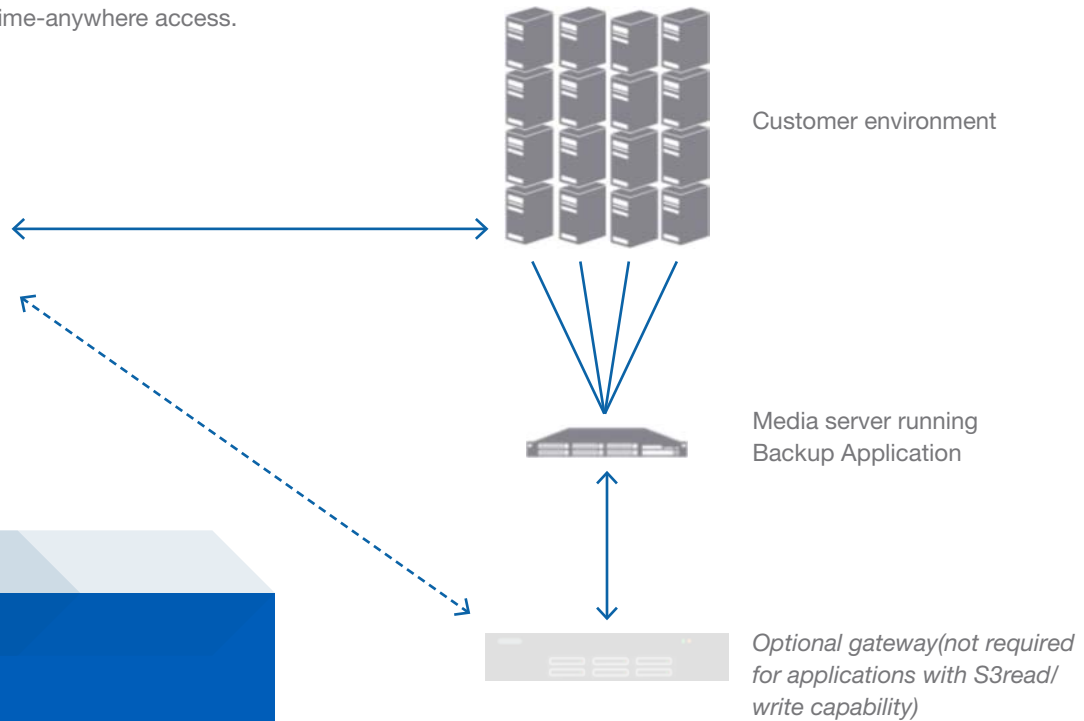 ime-anywhere access.
Customer environment
Media server running
Backup Application
Optional gateway(not required
for applications with S3read/
write capability)